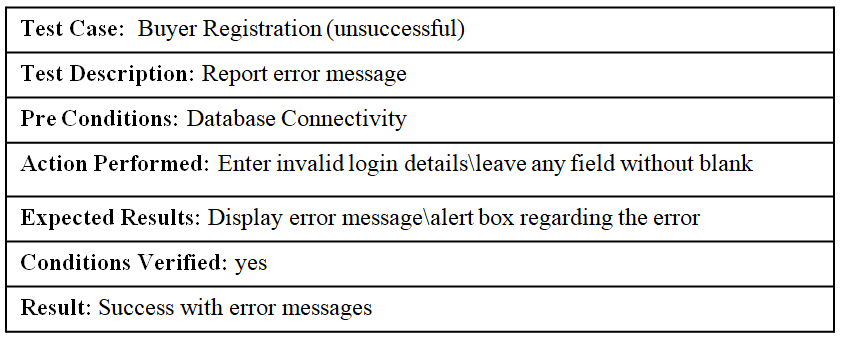 Test Case: Buyer Registration (unsuccessful)
Test Description: Report error message
Pre Conditions: Database Connectivity
Action Performed: Enter invalid login details\leave any field without blank
Expected Results: Display error message\alert box regarding the error
Conditions Verified: yes
Result: Success with error messages